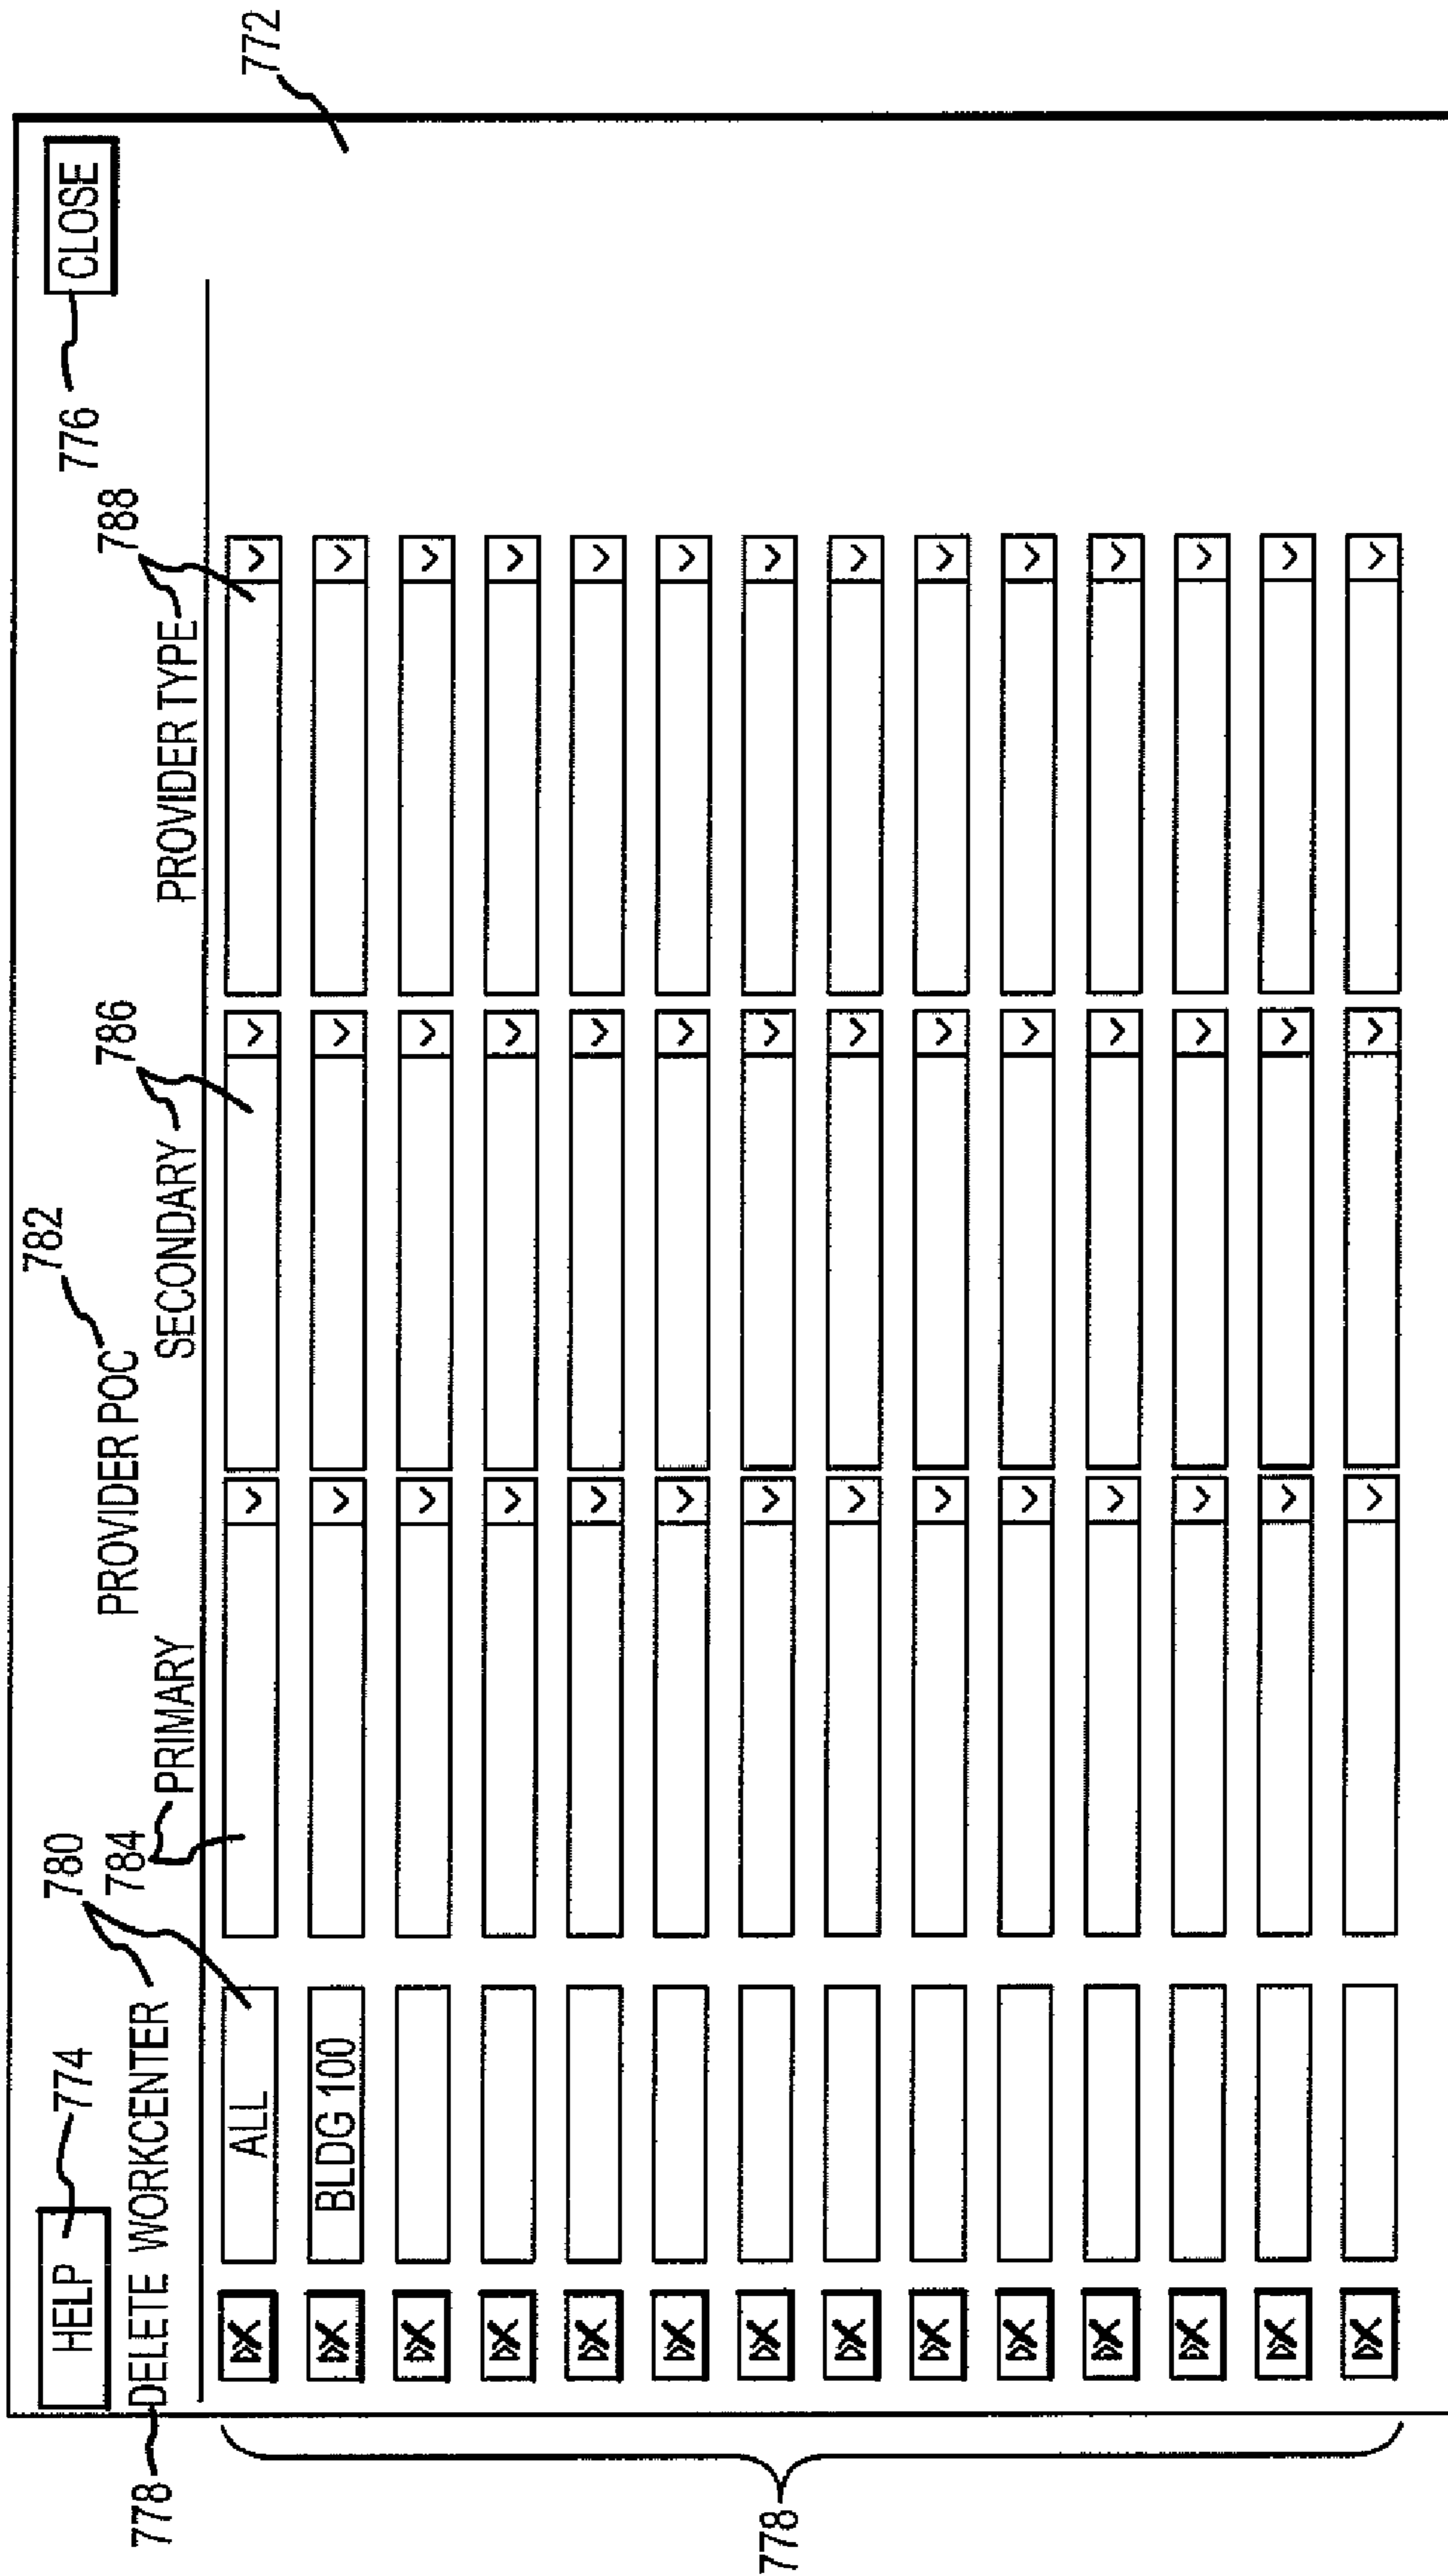 782
HELP 774
776 CLOSE
780
784
PROVIDER POC
786
788
772
778 DELETE WORKCENTER
PRIMARY
SECONDARY
PROVIDER TYPE
ALL
BLDG 100
778